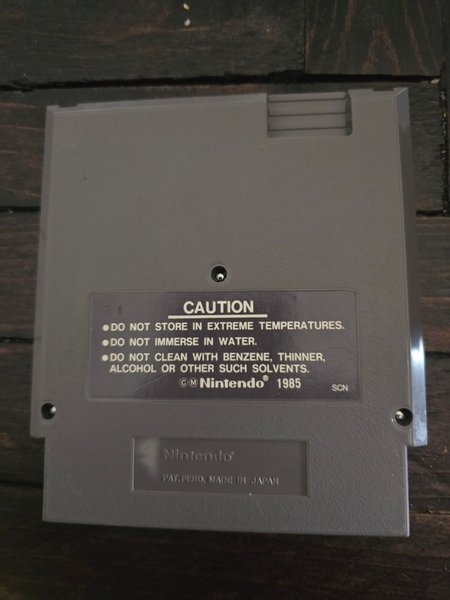 CAUTION
●DO NOT STORE IN EXTREME TEMPERATURES.
●DO NOT IMMERSE IN WATER.
●DO NOT CLEAN WITH BENZENE, THINNER,
ALCOHOL OR OTHER SUCH SOLVENTS.
©ⓂNintendo® 1985
SCN
Nintendo®
PAT. PEND. MADE IN JAPAN